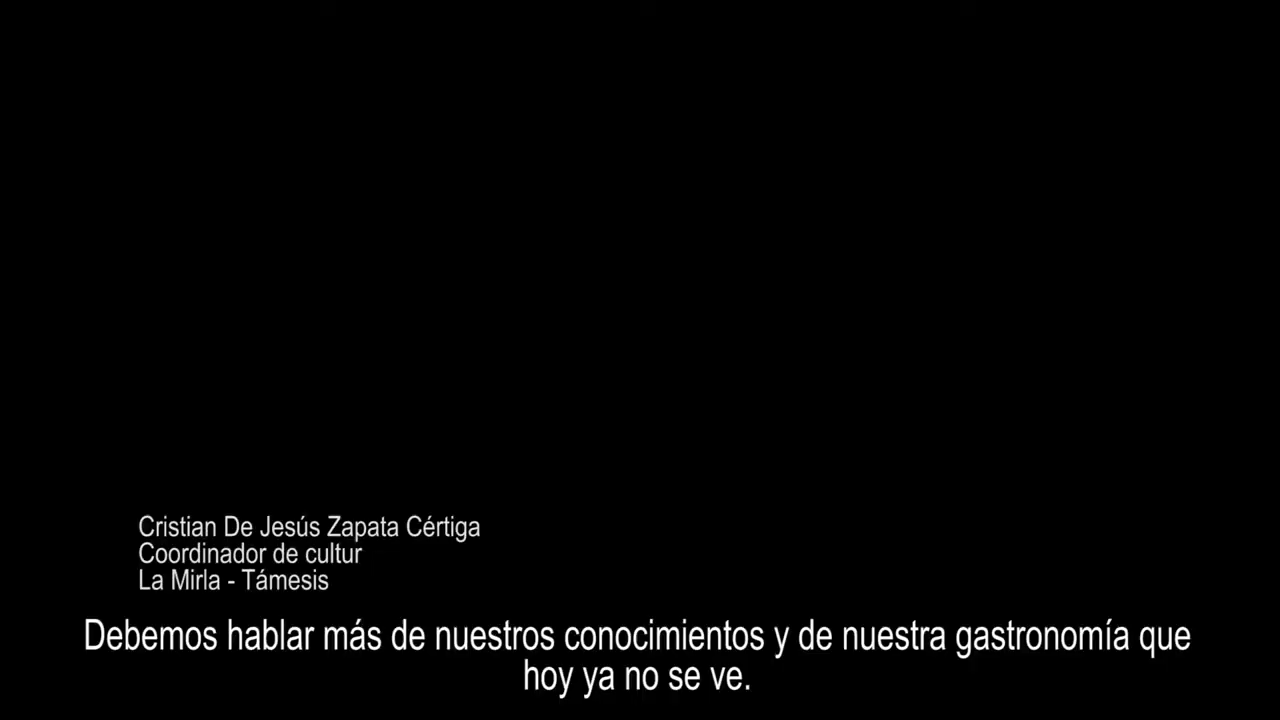 Cristian De Jesús Zapata Cértiga
Coordinador de cultur
La Mirla - Támesis
Debemos hablar más de nuestros conocimientos y de nuestra gastronomía que
hoy ya no se ve.